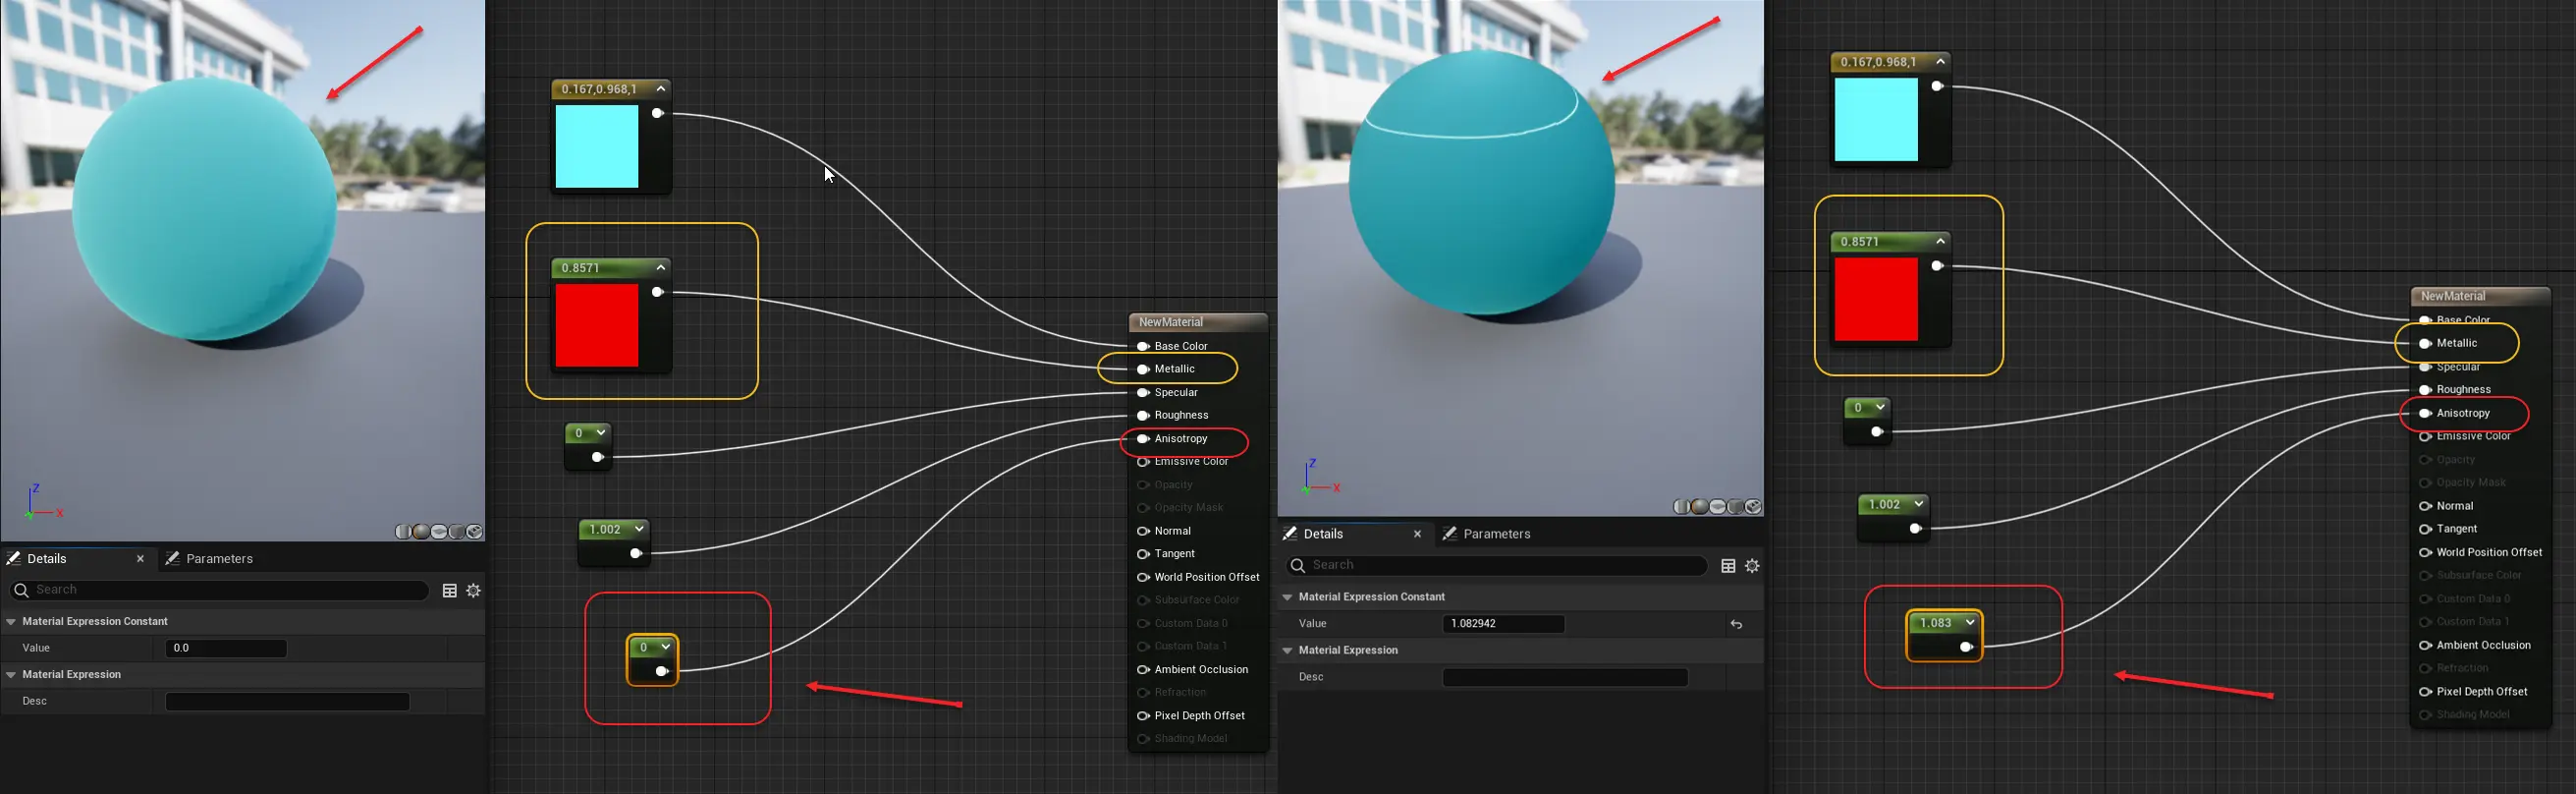 0.167,0.968,1
0.8571
0
1.002
0
NewMaterial
Base Color
Metallic
Specular
Roughness
Anisotropy
Emissive Color
Opacity
Opacity Mask
Normal
Tangent
World Position Offset
Subsurface Color
Custom Data 0
Custom Data 1
Ambient Occlusion
Refraction
Pixel Depth Offset
Shading Model
Z
X
Details
Parameters
Search
Material Expression Constant
Value 0.0
Material Expression
Desc
0.167,0.968,1
0.8571
0
1.002
1.083
NewMaterial
Base Color
Metallic
Specular
Roughness
Anisotropy
Emissive Color
Opacity
Opacity Mask
Normal
Tangent
World Position Offset
Subsurface Color
Custom Data 0
Custom Data 1
Ambient Occlusion
Refraction
Pixel Depth Offset
Shading Model
Z
X
Details
Parameters
Search
Material Expression Constant
Value 1.082942
Material Expression
Desc